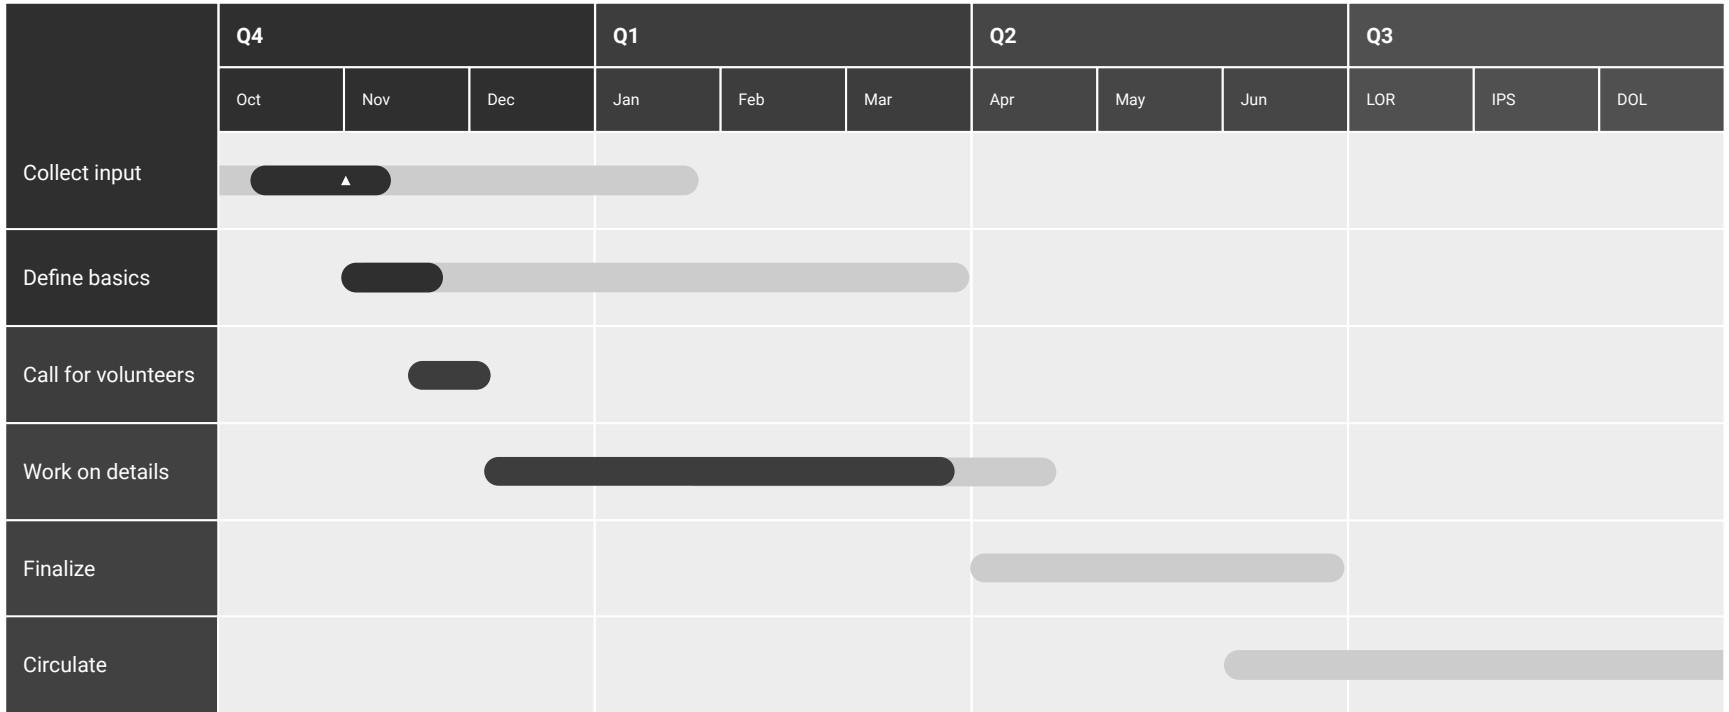 Q4 Q1 Q2 Q3
Oct Nov Dec Jan Feb Mar Apr May Jun LOR IPS DOL
Collect input
Define basics
Call for volunteers
Work on details
Finalize
Circulate